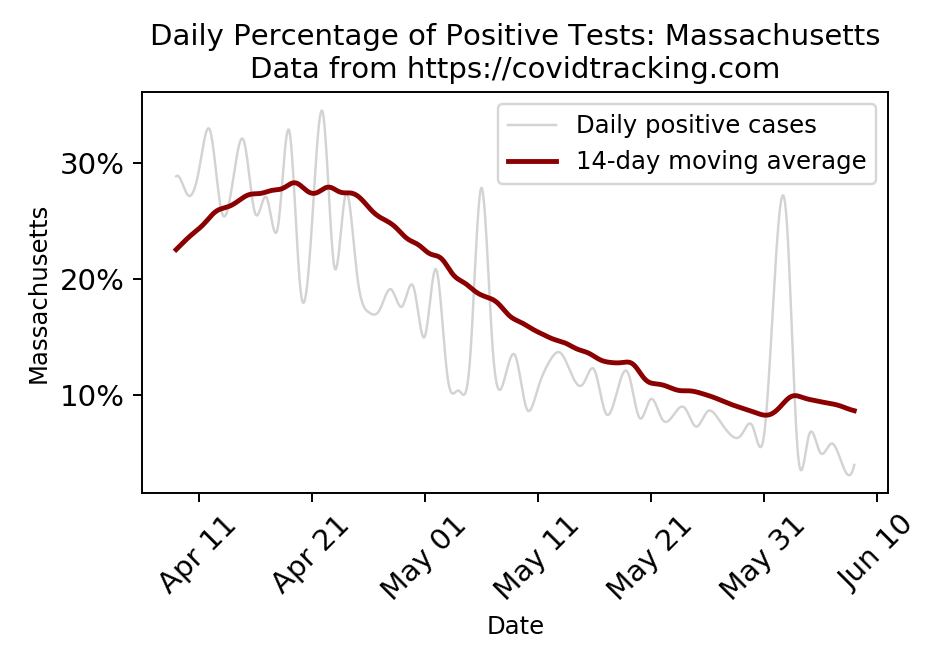 Daily Percentage of Positive Tests: Massachusetts
Data from https://covidtracking.com
Daily positive cases
14-day moving average
Massachusetts
30%
20%
10%
Apr 11
Apr 21
May 01
May 11
May 21
May 31
Jun 10
Date